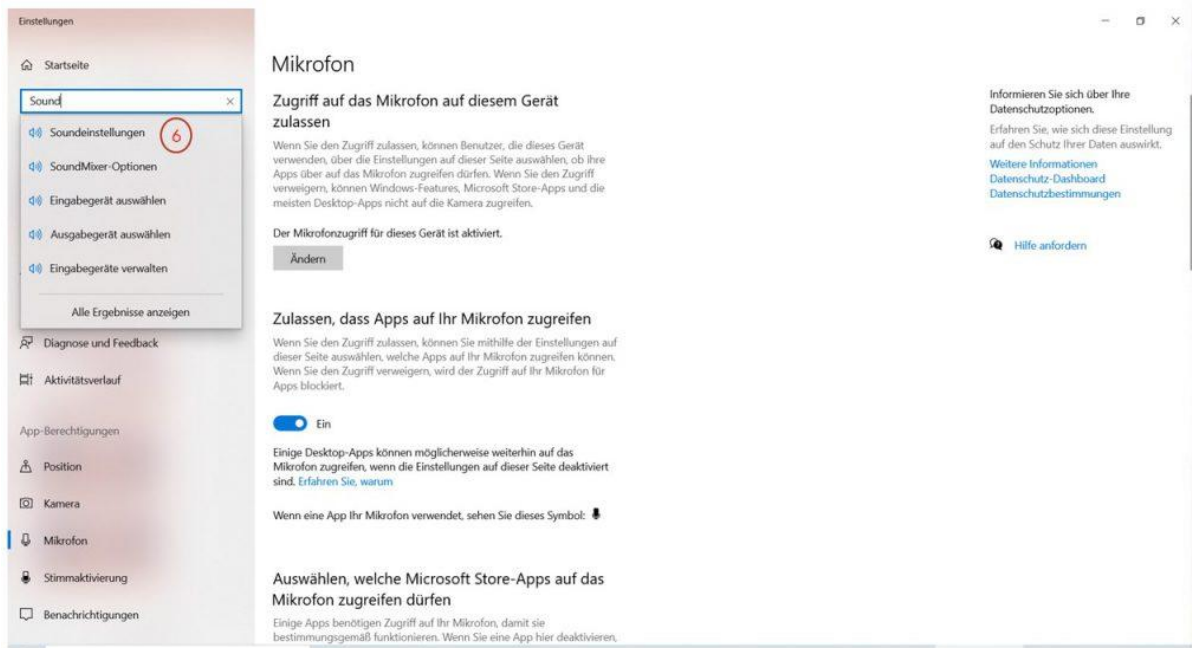 Einstellungen
Startseite
Sound
Soundeinstellungen
6
SoundMixer-Optionen
Eingabegerät auswählen
Ausgabegerät auswählen
Eingabegeräte verwalten
Alle Ergebnisse anzeigen
Diagnose und Feedback
Aktivitätsverlauf
App-Berechtigungen
Position
Kamera
Mikrofon
Stimmaktivierung
Benachrichtigungen
Mikrofon
Zugriff auf das Mikrofon auf diesem Gerät
zulassen
Wenn Sie den Zugriff zulassen, können Benutzer, die dieses Gerät
verwenden, über die Einstellungen auf dieser Seite auswählen, ob ihre
Apps über auf das Mikrofon zugreifen dürfen. Wenn Sie den Zugriff
verweigern, können Windows-Features, Microsoft Store-Apps und die
meisten Desktop-Apps nicht auf die Kamera zugreifen.
Der Mikrofonzugriff für dieses Gerät ist aktiviert.
Ändern
Zulassen, dass Apps auf Ihr Mikrofon zugreifen
Wenn Sie den Zugriff zulassen, können Sie mithilfe der Einstellungen auf
dieser Seite auswählen, welche Apps auf Ihr Mikrofon zugreifen können.
Wenn Sie den Zugriff verweigern, wird der Zugriff auf Ihr Mikrofon für
Apps blockiert.
Ein
Einige Desktop-Apps können möglicherweise weiterhin auf das
Mikrofon zugreifen, wenn die Einstellungen auf dieser Seite deaktiviert
sind. Erfahren Sie, warum
Wenn eine App Ihr Mikrofon verwendet, sehen Sie dieses Symbol:
Auswählen, welche Microsoft Store-Apps auf das
Mikrofon zugreifen dürfen
Einige Apps benötigen Zugriff auf Ihr Mikrofon, damit sie
bestimmungsgemäß funktionieren. Wenn Sie eine App hier deaktivieren,
Informieren Sie sich über Ihre
Datenschutzoptionen.
Erfahren Sie, wie sich diese Einstellung
auf den Schutz Ihrer Daten auswirkt.
Weitere Informationen
Datenschutz-Dashboard
Datenschutzbestimmungen
Hilfe anfordern